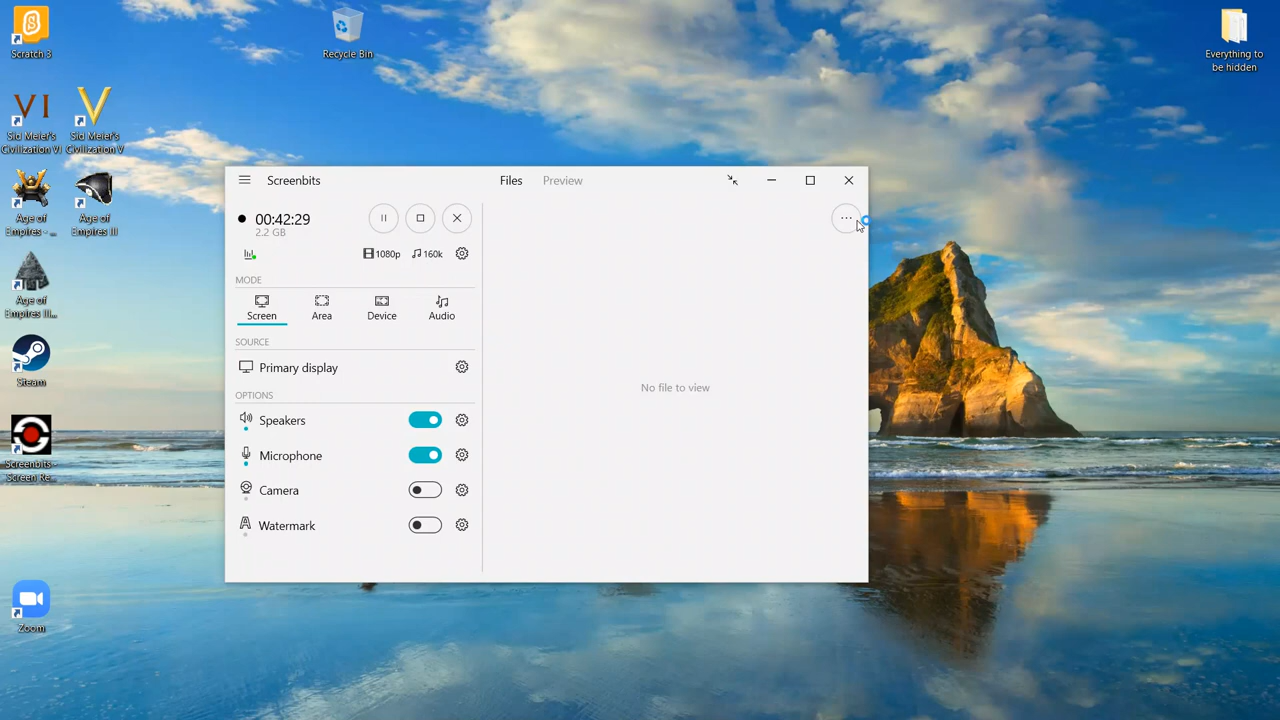 Scratch 3
Recycle Bin
Everything to
be hidden
Sid Meier's
Civilization VI
Sid Meier's
Civilization V
Age of
Empires - ...
Age of
Empires III
Age of
Empires III...
Steam
Screenbits -
Screen Re...
Zoom
Screenbits
Files
Preview
00:42:29
2.2 GB
1080p
160k
MODE
Screen
Area
Device
Audio
SOURCE
Primary display
OPTIONS
Speakers
Microphone
Camera
Watermark
No file to view